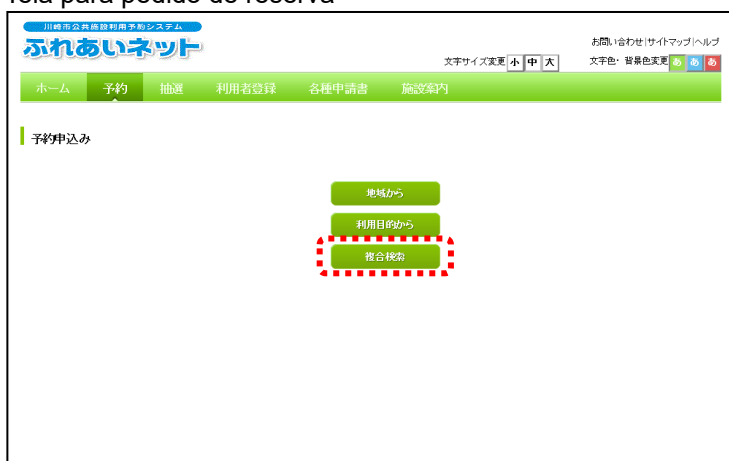 Tela para pedido de reserva
川崎市公共施設利用予約システム
ふれあいネット
お問い合わせ|サイトマップ|ヘルプ
文字サイズ変更 小 中 大 文字色・背景色変更 あ あ あ
ホーム 予約 抽選 利用者登録 各種申請書 施設案内
予約申込み
地域から
利用目的から
複合検索